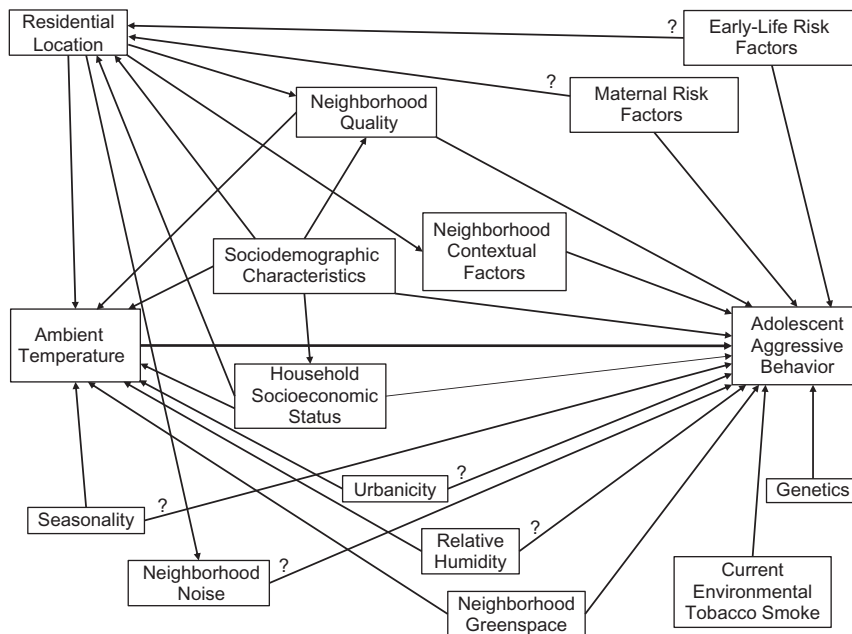 Residential
Location
?
Early-Life Risk
Factors
?
Maternal Risk
Factors
Neighborhood
Quality
Sociodemographic
Characteristics
Neighborhood
Contextual
Factors
Ambient
Temperature
Adolescent
Aggressive
Behavior
Household
Socioeconomic
Status
Urbanicity
?
Genetics
Seasonality
?
Relative
Humidity
?
Neighborhood
Noise
?
Neighborhood
Greenspace
Current
Environmental
Tobacco Smoke